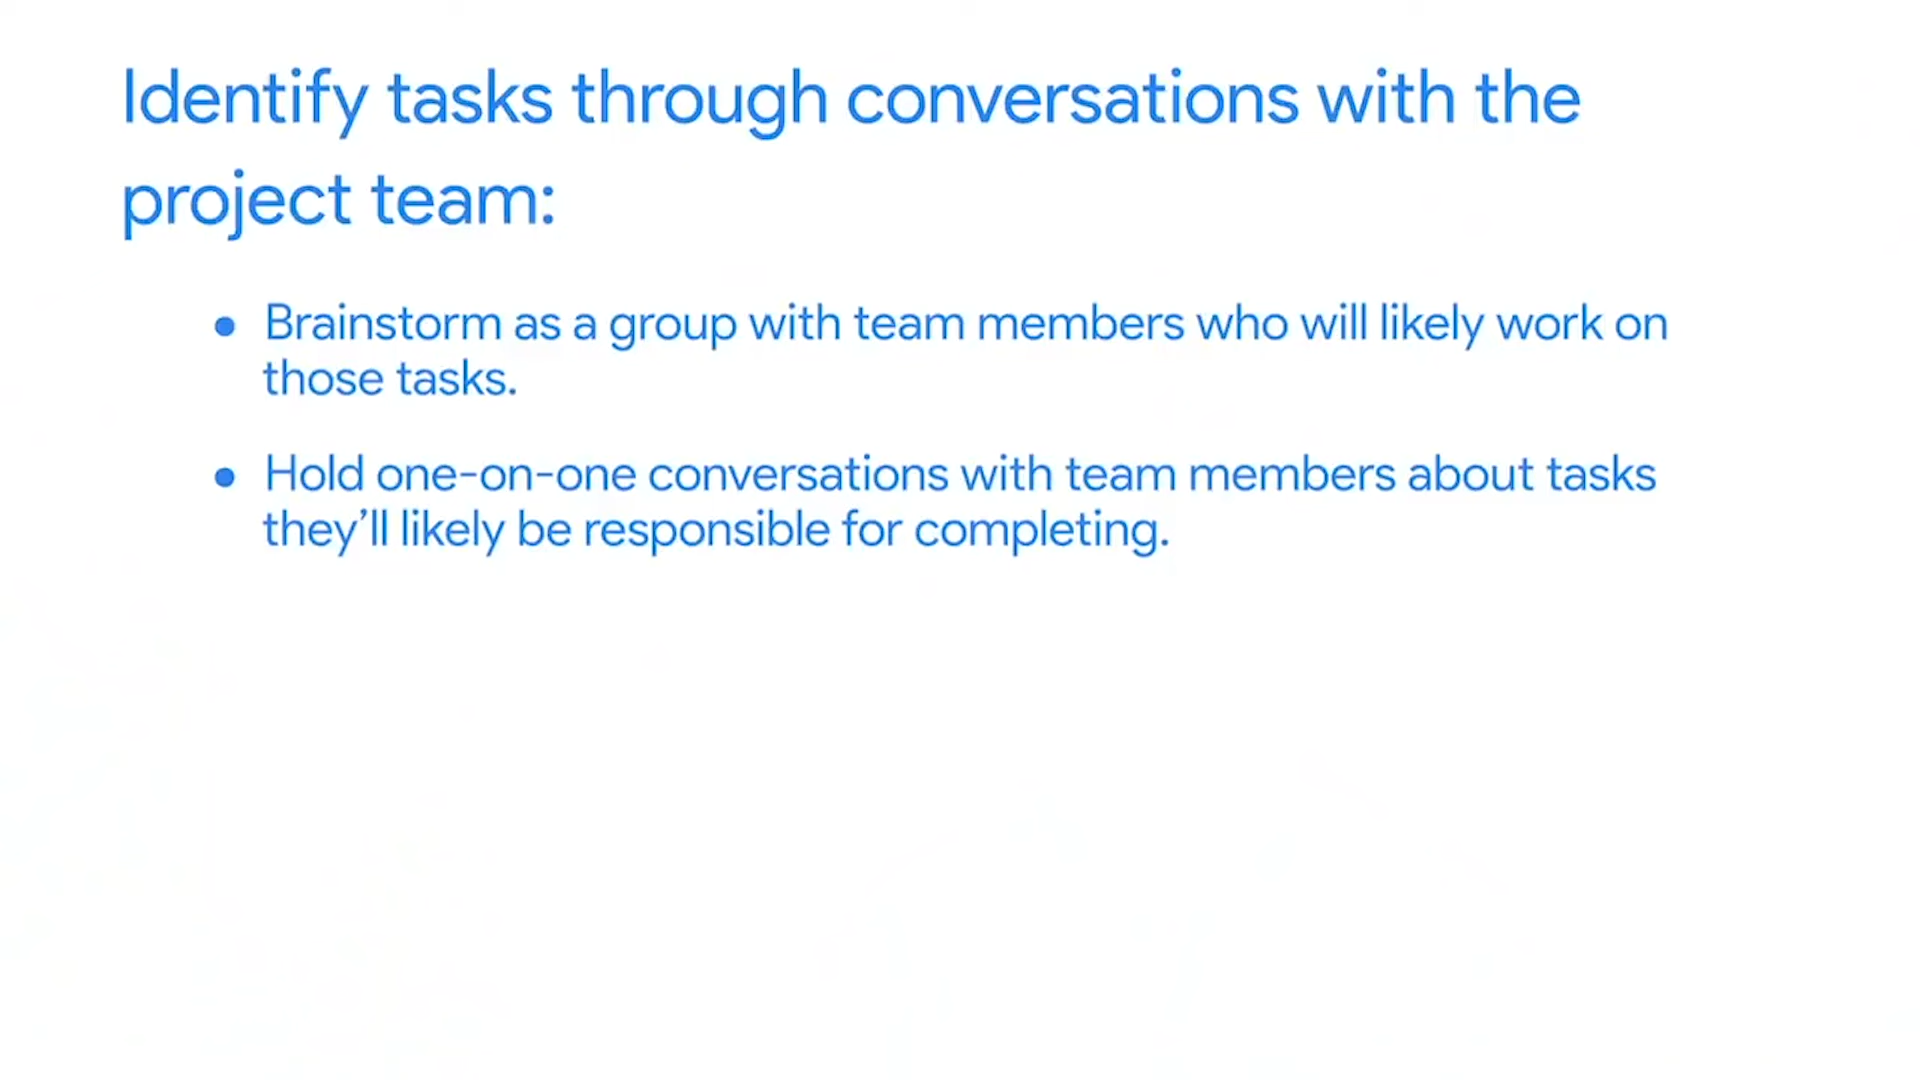 Identify tasks through conversations with the
project team:
● Brainstorm as a group with team members who will likely work on
those tasks.
● Hold one-on-one conversations with team members about tasks
they’ll likely be responsible for completing.